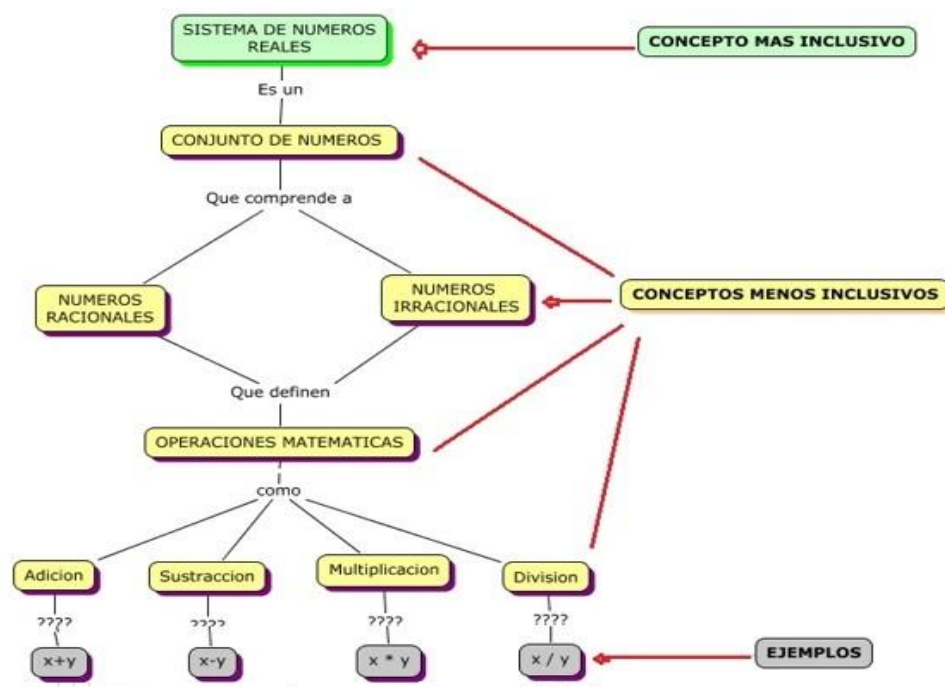 SISTEMA DE NUMEROS
REALES
CONCEPTO MAS INCLUSIVO
Es un
CONJUNTO DE NUMEROS
Que comprende a
NUMEROS
RACIONALES
NUMEROS
IRRACIONALES
CONCEPTOS MENOS INCLUSIVOS
Que definen
OPERACIONES MATEMATICAS
como
Adicion
Sustraccion
Multiplicacion
Division
????
????
????
????
x+y
x-y
x * y
x / y
EJEMPLOS